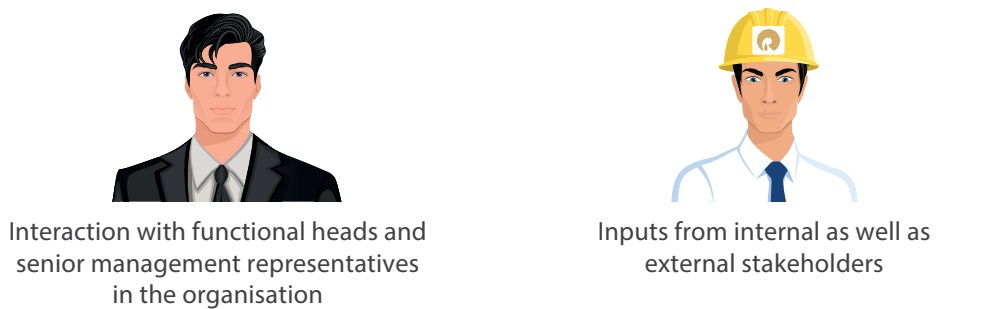 Interaction with functional heads and
senior management representatives
in the organisation
Inputs from internal as well as
external stakeholders